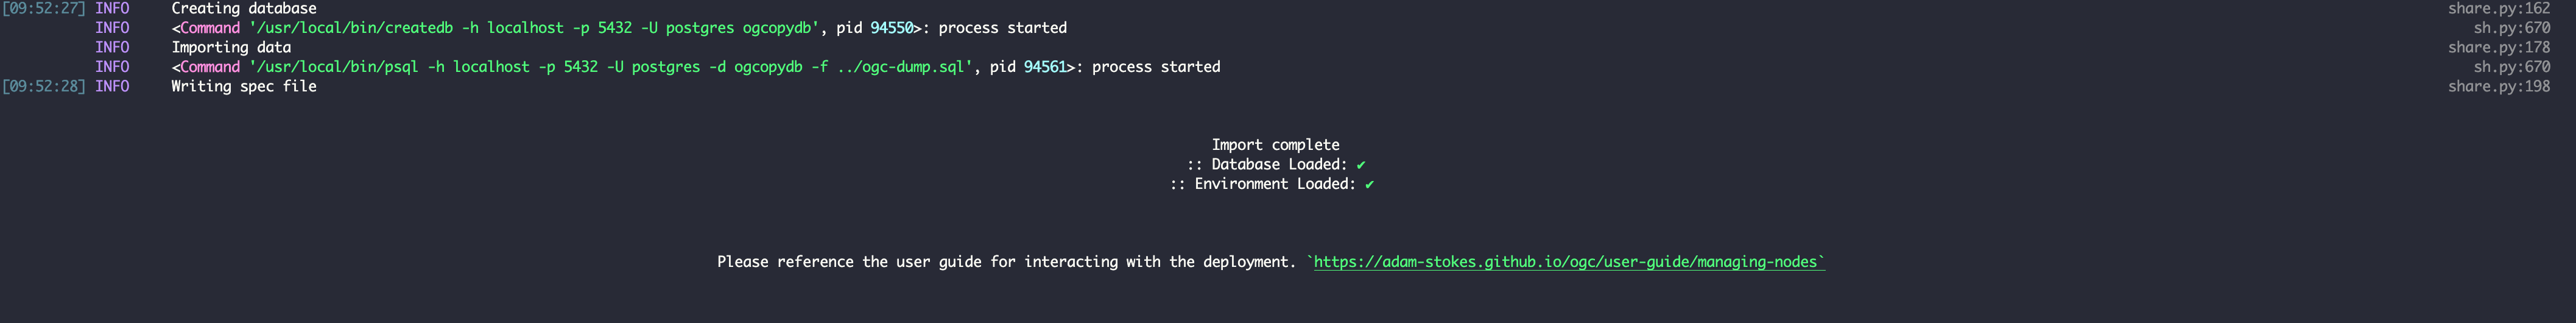 [09:52:27] INFO Creating database share.py:162
INFO <Command '/usr/local/bin/createdb -h localhost -p 5432 -U postgres ogcopydb', pid 94550>: process started sh.py:670
INFO Importing data share.py:178
INFO <Command '/usr/local/bin/psql -h localhost -p 5432 -U postgres -d ogcopydb -f ../ogc-dump.sql', pid 94561>: process started sh.py:670
[09:52:28] INFO Writing spec file share.py:198
Import complete
:: Database Loaded: ✔
:: Environment Loaded: ✔
Please reference the user guide for interacting with the deployment. `https://adam-stokes.github.io/ogc/user-guide/managing-nodes`